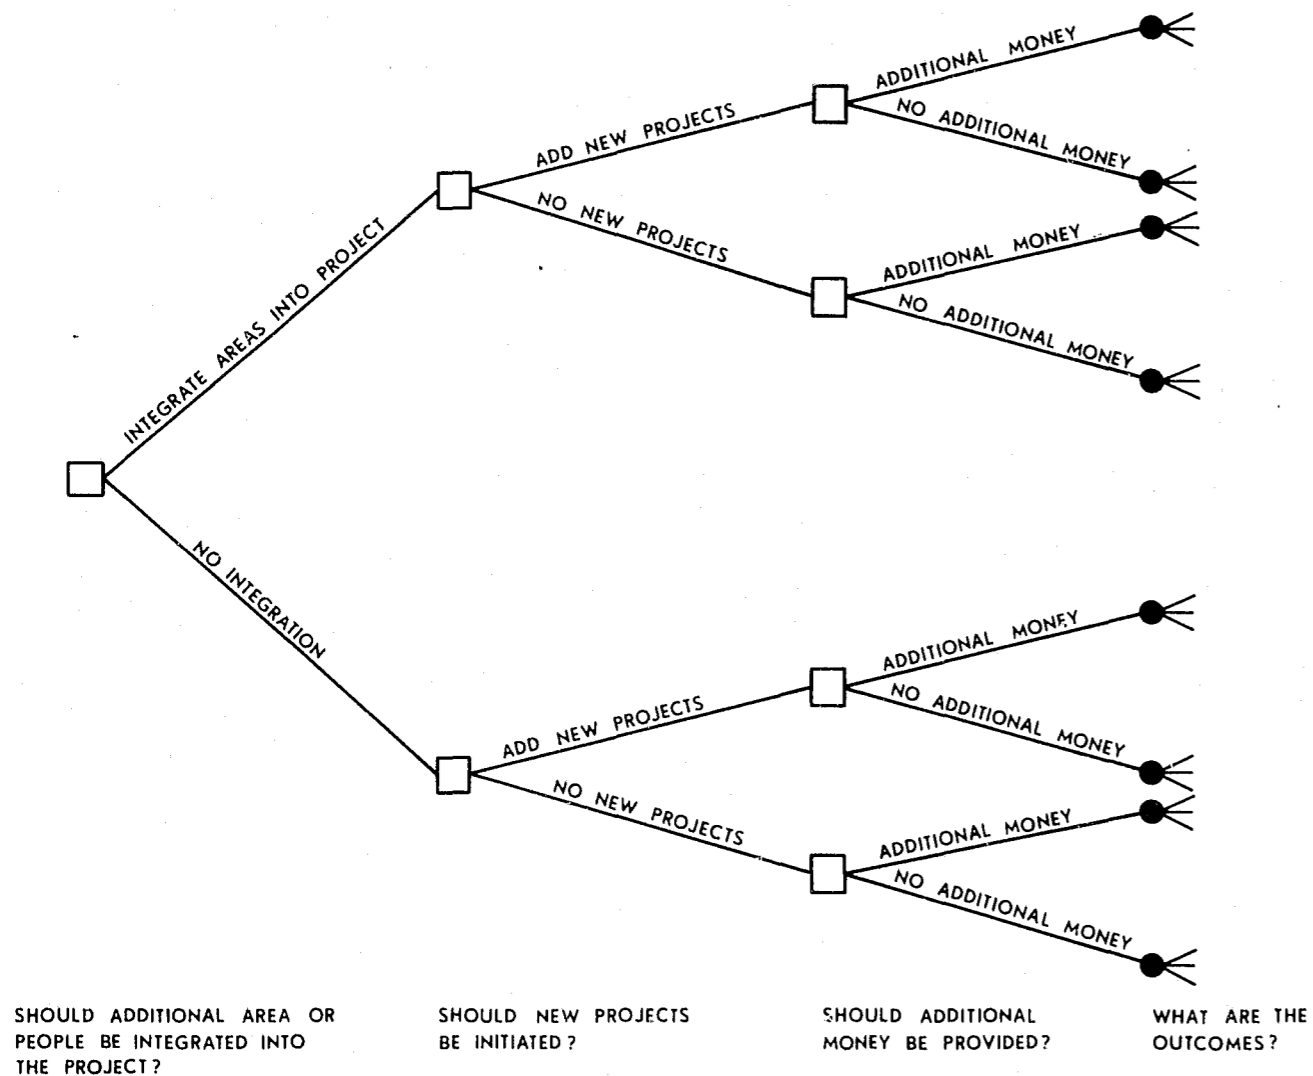 ADDITIONAL MONEY
NO ADDITIONAL MONEY
ADD NEW PROJECTS
NO NEW PROJECTS
ADDITIONAL MONEY
NO ADDITIONAL MONEY
INTEGRATE AREAS INTO PROJECT
NO INTEGRATION
ADDITIONAL MONEY
NO ADDITIONAL MONEY
ADD NEW PROJECTS
NO NEW PROJECTS
ADDITIONAL MONEY
NO ADDITIONAL MONEY
SHOULD ADDITIONAL AREA OR
PEOPLE BE INTEGRATED INTO
THE PROJECT?
SHOULD NEW PROJECTS
BE INITIATED?
SHOULD ADDITIONAL
MONEY BE PROVIDED?
WHAT ARE THE
OUTCOMES?